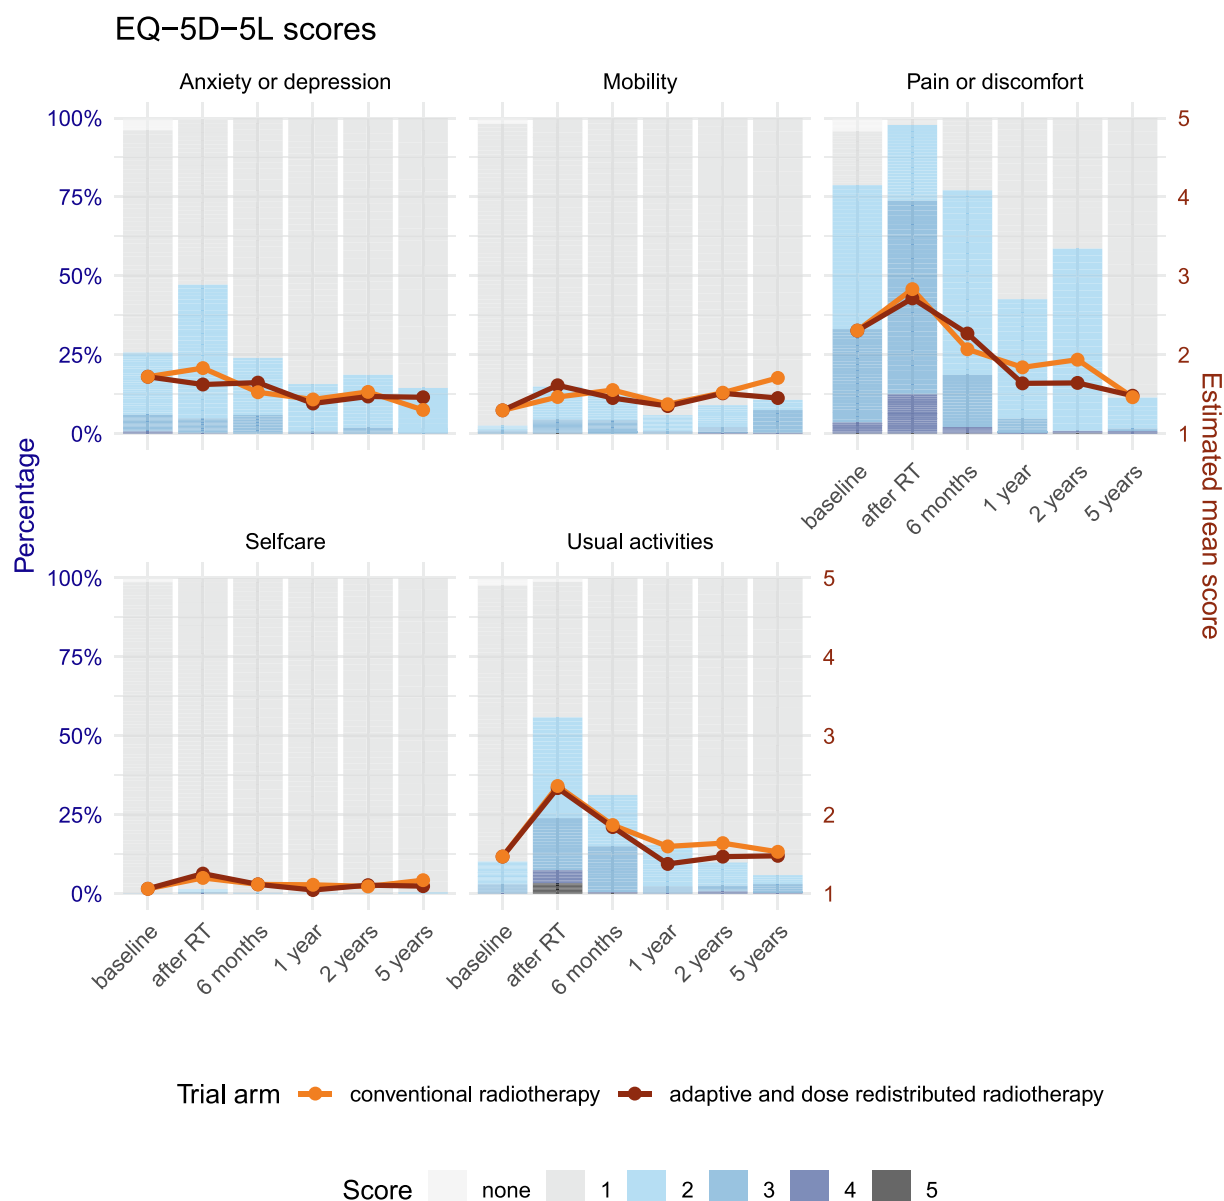 EQ−5D−5L scores
Anxiety or depression
Mobility
Pain or discomfort
100%
75%
50%
25%
0%
5
4
3
2
1
baseline
after RT
6 months
1 year
2 years
5 years
Percentage
Estimated mean score
Selfcare
Usual activities
100%
75%
50%
25%
0%
5
4
3
2
1
baseline
after RT
6 months
1 year
2 years
5 years
baseline
after RT
6 months
1 year
2 years
5 years
Trial arm conventional radiotherapy adaptive and dose redistributed radiotherapy
Score none 1 2 3 4 5